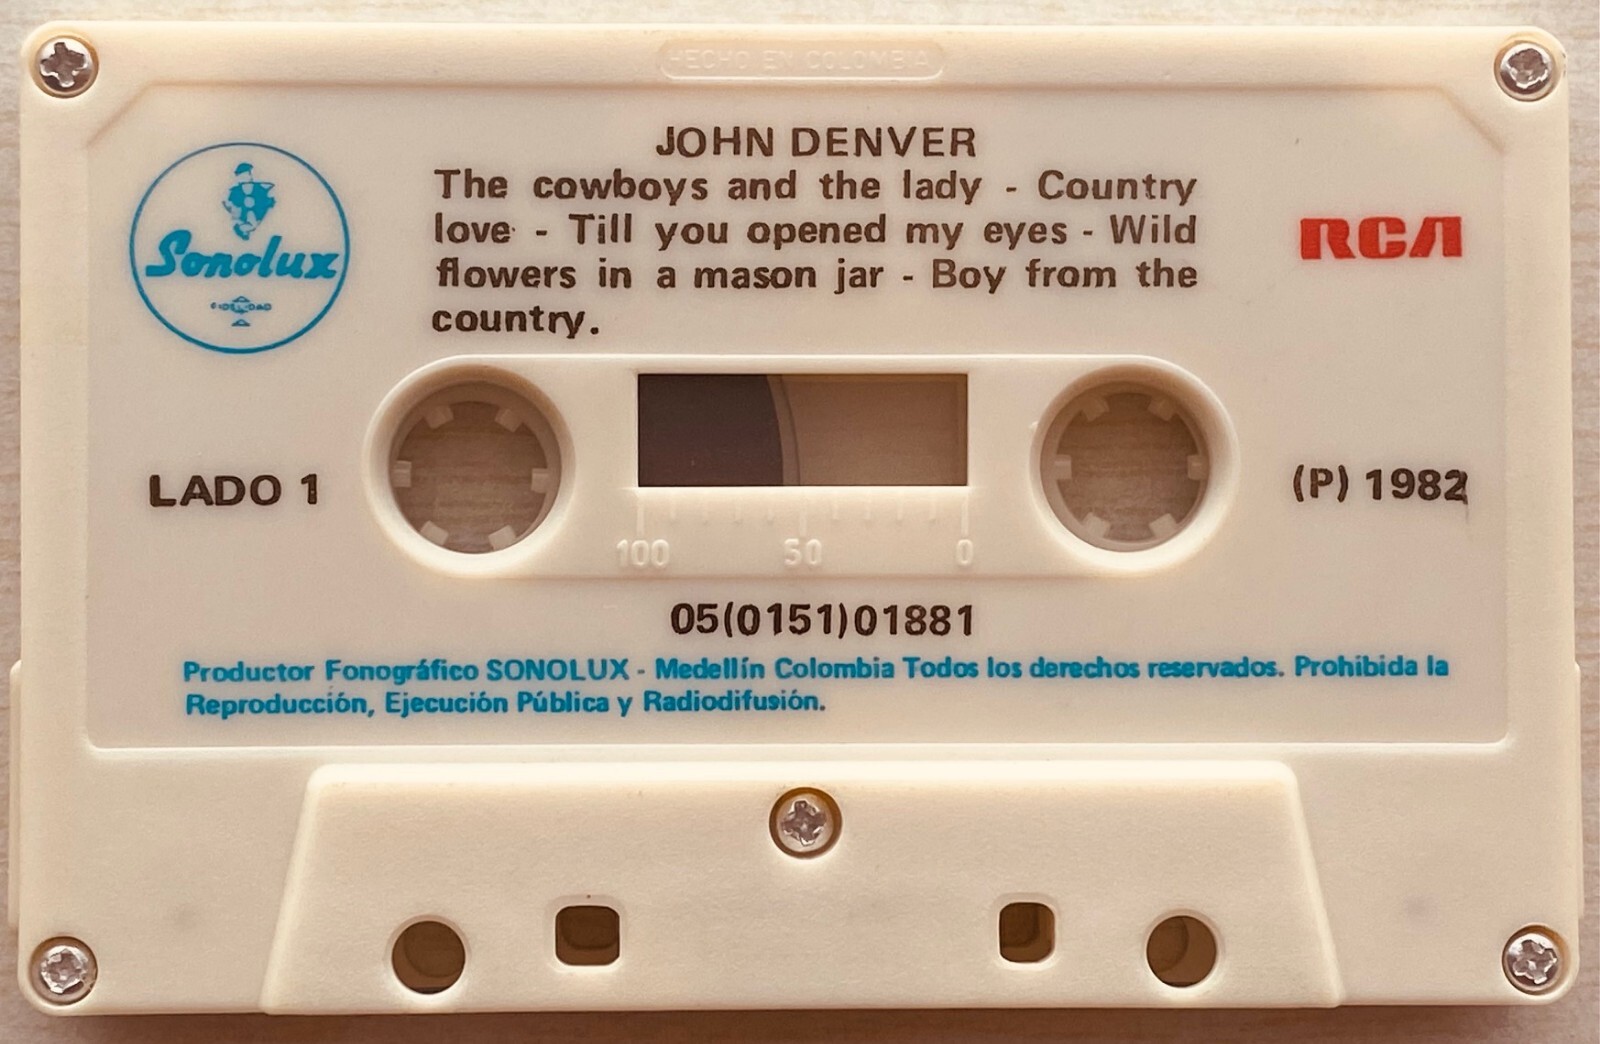 HECHO EN COLOMBIA
JOHN DENVER
The cowboys and the lady - Country
love - Till you opened my eyes - Wild
flowers in a mason jar - Boy from the
country.
Sonolux
FIDELIDAD
RCA
LADO 1
(P) 1982
100 50 0
05(0151)01881
Productor Fonográfico SONOLUX - Medellín Colombia Todos los derechos reservados. Prohibida la
Reproducción, Ejecución Pública y Radiodifusión.